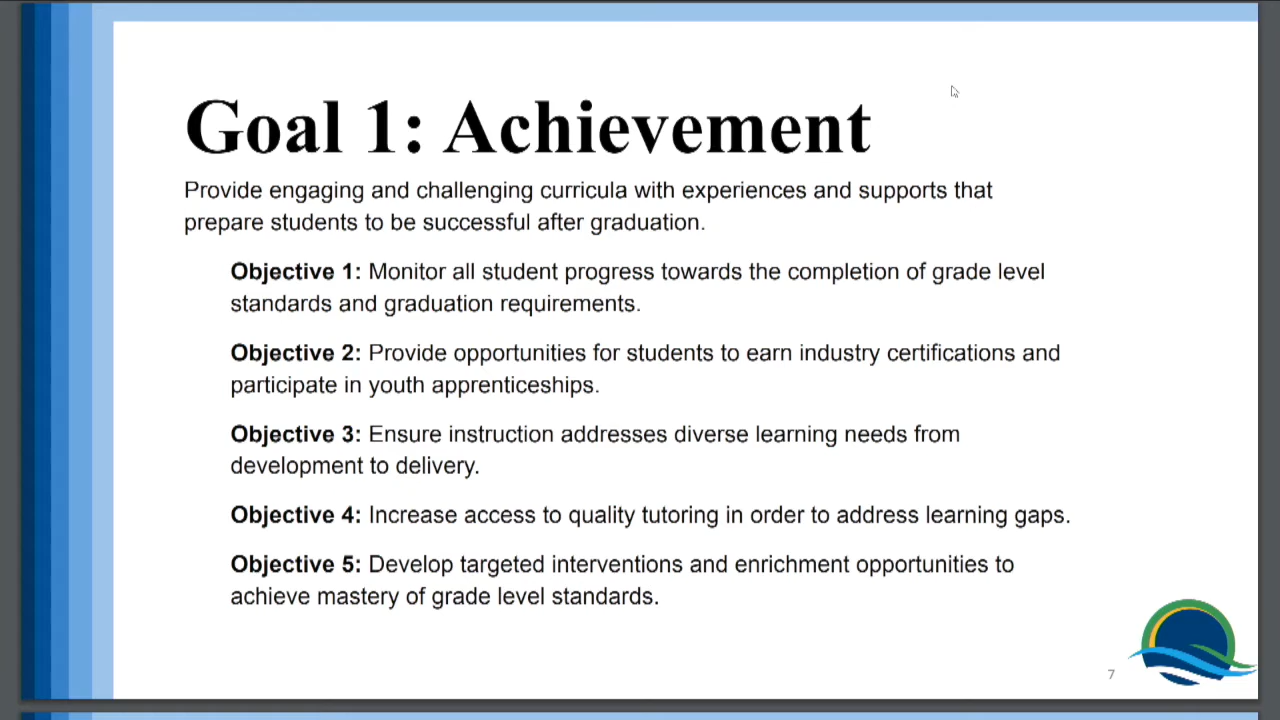 Goal 1: Achievement
Provide engaging and challenging curricula with experiences and supports that
prepare students to be successful after graduation.
Objective 1: Monitor all student progress towards the completion of grade level
standards and graduation requirements.
Objective 2: Provide opportunities for students to earn industry certifications and
participate in youth apprenticeships.
Objective 3: Ensure instruction addresses diverse learning needs from
development to delivery.
Objective 4: Increase access to quality tutoring in order to address learning gaps.
Objective 5: Develop targeted interventions and enrichment opportunities to
achieve mastery of grade level standards.
7